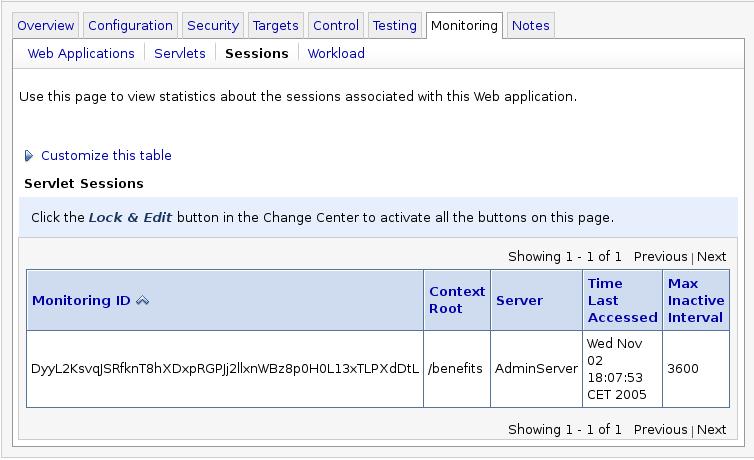 Overview Configuration Security Targets Control Testing Monitoring Notes
Web Applications Servlets Sessions Workload
Use this page to view statistics about the sessions associated with this Web application.
Customize this table
Servlet Sessions
Click the Lock & Edit button in the Change Center to activate all the buttons on this page.
Showing 1 - 1 of 1 Previous | Next
Monitoring ID
Context
Root
Server
Time
Last
Accessed
Max
Inactive
Interval
DyyL2KsvqJSRfknT8hXDxpRGPJj2llxnWBz8p0H0L13xTLPXdDtL
/benefits
AdminServer
Wed Nov
02
18:07:53
CET 2005
3600
Showing 1 - 1 of 1 Previous | Next